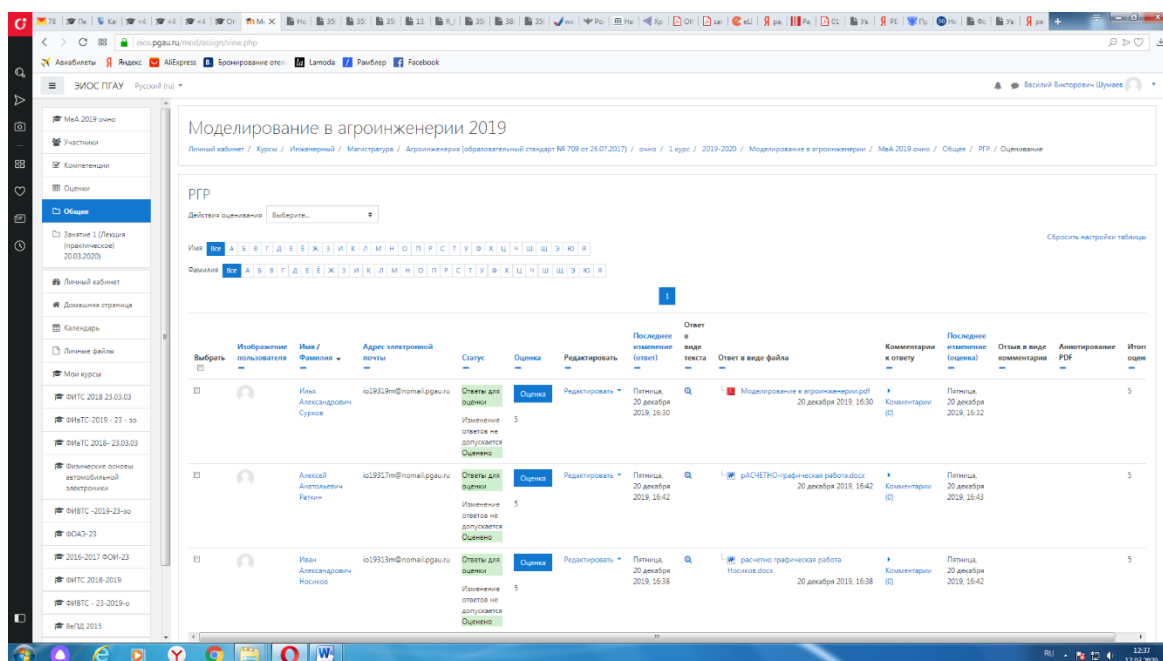 eios.pgau.ru/mod/assign/view.php
Авиабилеты Яндекс AliExpress Бронирование отел Lamoda Рамблер Facebook
ЭИОС ПГАУ Русский (ru)
Василий Викторович Шумаев
МвА 2019 очно
Участники
Компетенции
Оценки
Общее
Занятие 1 (Лекция
(практическое)
20.03.2020)
Личный кабинет
Домашняя страница
Календарь
Личные файлы
Мои курсы
ФИТС 2018 23.03.03
ФИвТС-2019 - 23 - зо
ФИвТС 2018- 23.03.03
Физические основы
автомобильной
электроники
ФИВТС -2019-23-зо
ФОАЭ-23
2016-2017 ФОИ-23
ФИТС 2018-2019
ФИВТС - 23-2019-о
ВеПД 2015
Моделирование в агроинженерии 2019
Личный кабинет / Курсы / Инженерный / Магистратура / Агроинженерия (образовательный стандарт № 709 от 26.07.2017) / очно / 1 курс / 2019-2020 / Моделирование в агроинженерии / МвА 2019 очно / Общее / РГР / Оценивание
РГР
Действия оценивания Выберите...
Сбросить настройки таблицы
Имя Все А Б В Г Д Е Ё Ж З И К Л М Н О П Р С Т У Ф Х Ц Ч Ш Щ Э Ю Я
Фамилия Все А Б В Г Д Е Ё Ж З И К Л М Н О П Р С Т У Ф Х Ц Ч Ш Щ Э Ю Я
1
Выбрать
Изображение
пользователя
Имя /
Фамилия
Адрес электронной
почты
Статус
Оценка
Редактировать
Последнее
изменение
(ответ)
Ответ
в
виде
текста
Ответ в виде файла
Комментарии
к ответу
Последнее
изменение
(оценка)
Отзыв в виде
комментария
Аннотирование
PDF
Итог
оцен
Илья
Александрович
Сурков
io19319m@nomail.pgau.ru
Ответы для
оценки
Изменение
ответов не
допускается
Оценено
Оценка
5
Редактировать
Пятница,
20 декабря
2019, 16:30
Моделирование в агроинженерии.pdf
20 декабря 2019, 16:30
Комментарии
(0)
Пятница,
20 декабря
2019, 16:32
5
Алексей
Анатольевич
Раткин
io19317m@nomail.pgau.ru
Ответы для
оценки
Изменение
ответов не
допускается
Оценено
Оценка
5
Редактировать
Пятница,
20 декабря
2019, 16:42
рАСЧЕТНО-графическая работа.docx
20 декабря 2019, 16:42
Комментарии
(0)
Пятница,
20 декабря
2019, 16:43
5
Иван
Александрович
Носиков
io19313m@nomail.pgau.ru
Ответы для
оценки
Изменение
ответов не
допускается
Оценено
Оценка
5
Редактировать
Пятница,
20 декабря
2019, 16:38
расчетно графическая работа
Носиков.docx
20 декабря 2019, 16:38
Комментарии
(0)
Пятница,
20 декабря
2019, 16:42
5
RU
12:37